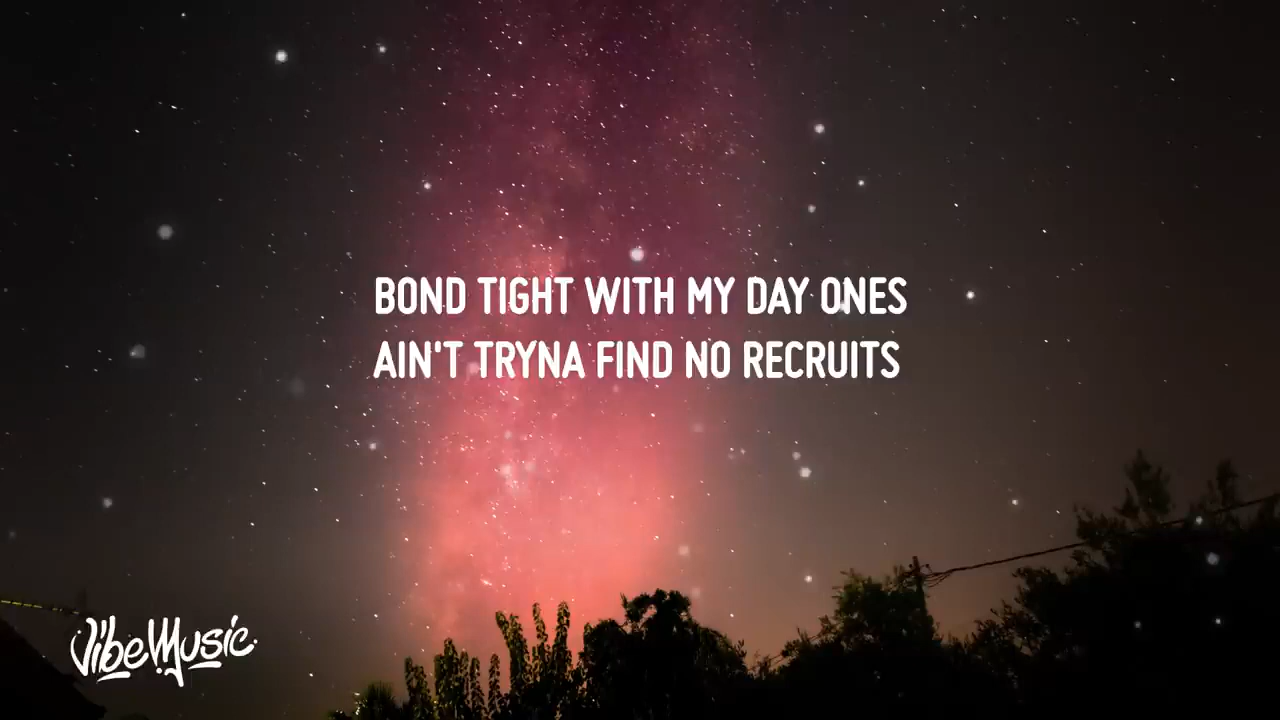 BOND TIGHT WITH MY DAY ONES
AIN'T TRYNA FIND NO RECRUITS
VibeMusic